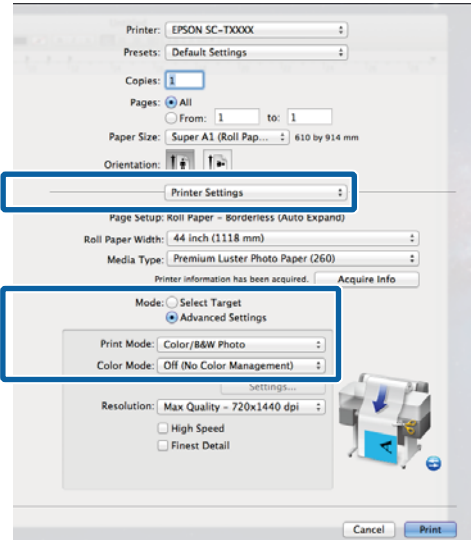 Printer: EPSON SC-TXXXX
Presets: Default Settings
Copies: 1
Pages: All
From: 1 to: 1
Paper Size: Super A1 (Roll Pap... 610 by 914 mm
Orientation:
Printer Settings
Page Setup: Roll Paper - Borderless (Auto Expand)
Roll Paper Width: 44 inch (1118 mm)
Media Type: Premium Luster Photo Paper (260)
Printer information has been acquired. Acquire Info
Mode: Select Target
Advanced Settings
Print Mode: Color/B&W Photo
Color Mode: Off (No Color Management)
Settings...
Resolution: Max Quality - 720x1440 dpi
High Speed
Finest Detail
Cancel Print